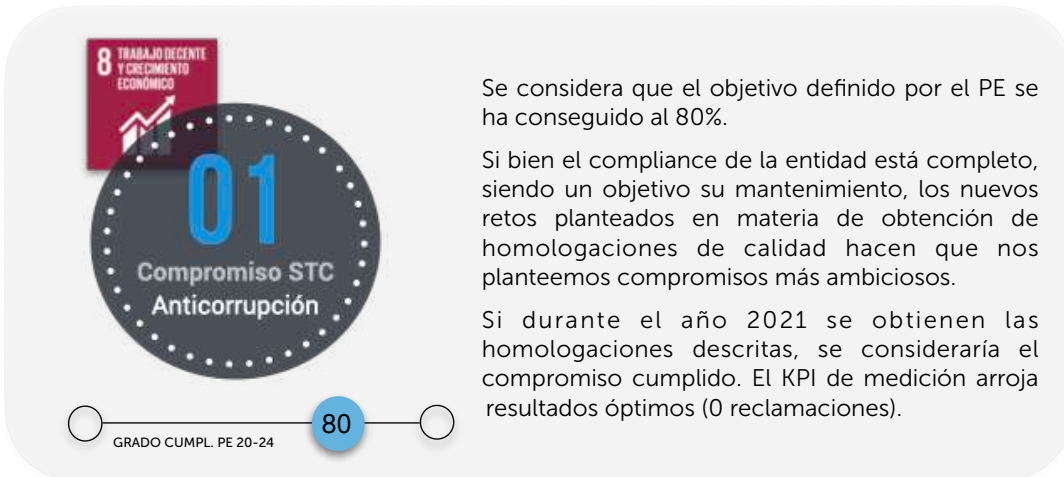 8 TRABAJO DECENTE
Y CRECIMIENTO
ECONÓMICO
01
Compromiso STC
Anticorrupción
80
GRADO CUMPL. PE 20-24
Se considera que el objetivo definido por el PE se
ha conseguido al 80%.
Si bien el compliance de la entidad está completo,
siendo un objetivo su mantenimiento, los nuevos
retos planteados en materia de obtención de
homologaciones de calidad hacen que nos
planteemos compromisos más ambiciosos.
Si durante el año 2021 se obtienen las
homologaciones descritas, se consideraría el
compromiso cumplido. El KPI de medición arroja
resultados óptimos (0 reclamaciones).